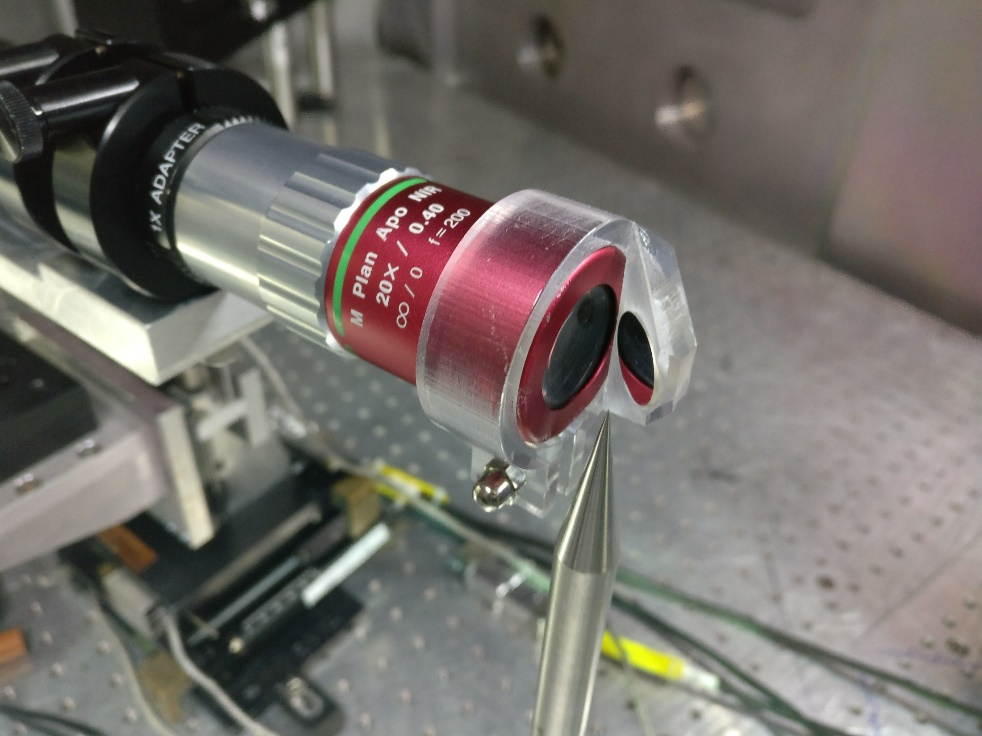 1X ADAPTER
M Plan Apo NIR
20X / 0.40
∞ / 0 f=200